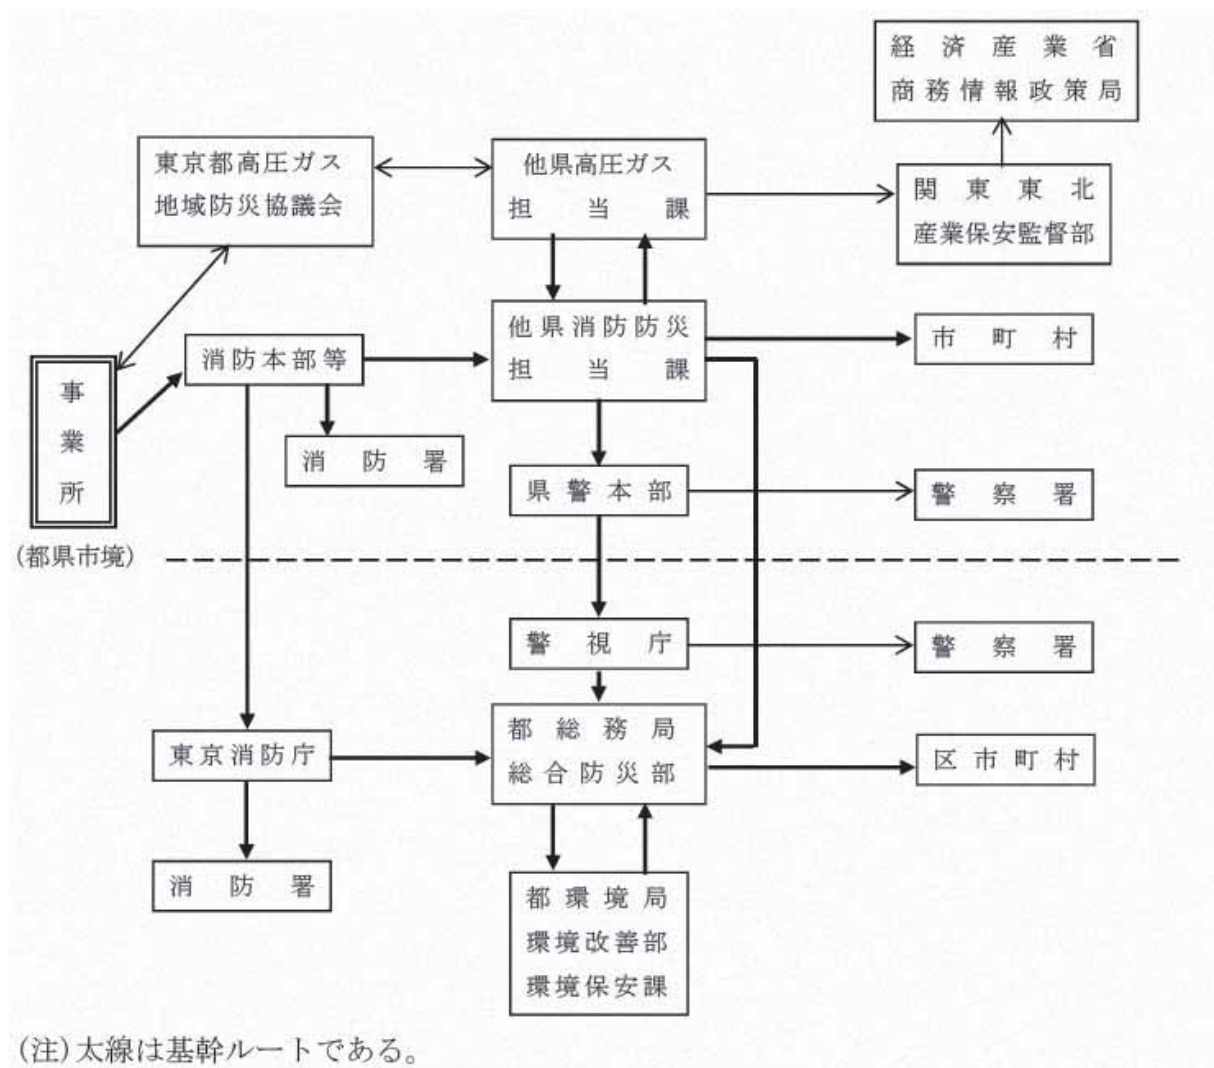 経済産業省
商務情報政策局
東京都高圧ガス
地域防災協議会
他県高圧ガス
担当課
関東東北
産業保安監督部
他県消防防災
担当課
市町村
消防本部等
事
業
所
消防署
県警本部
警察署
(都県市境)
警視庁
警察署
都総務局
総合防災部
東京消防庁
区市町村
消防署
都環境局
環境改善部
環境保安課
(注)太線は基幹ルートである。